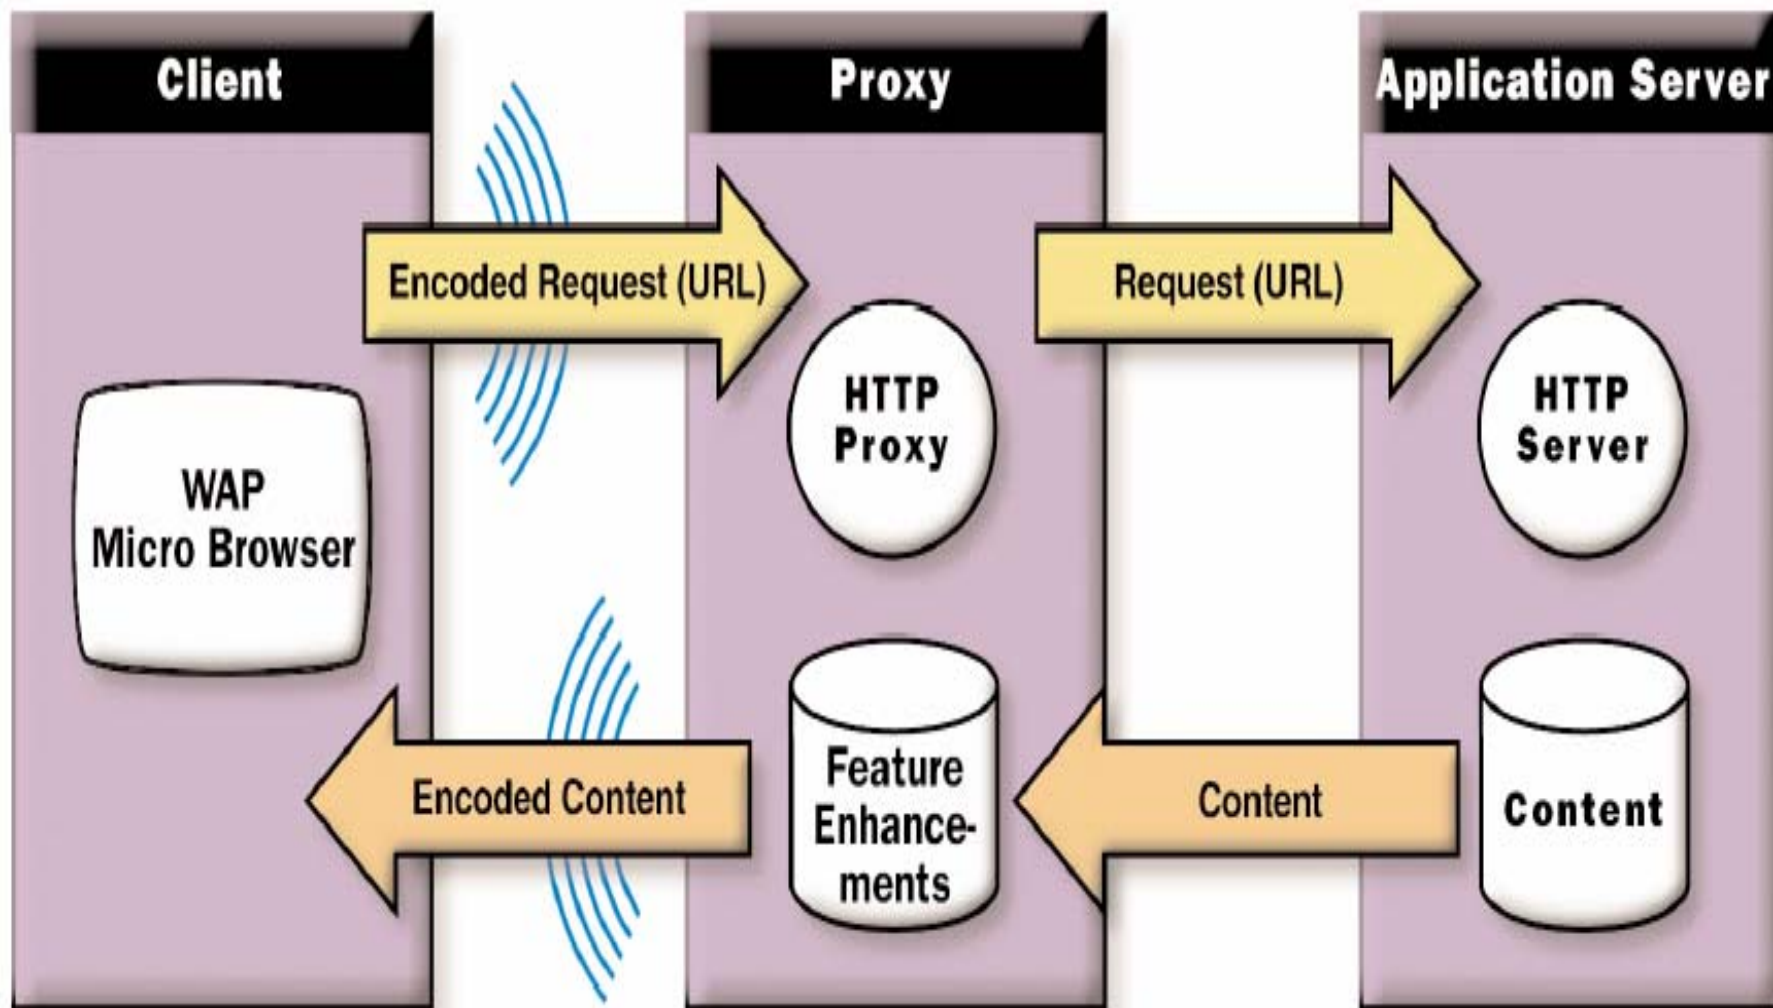 Client
Proxy
Application Server
Encoded Request (URL)
Request (URL)
HTTP
Proxy
HTTP
Server
WAP
Micro Browser
Encoded Content
Feature
Enhance-
ments
Content
Content